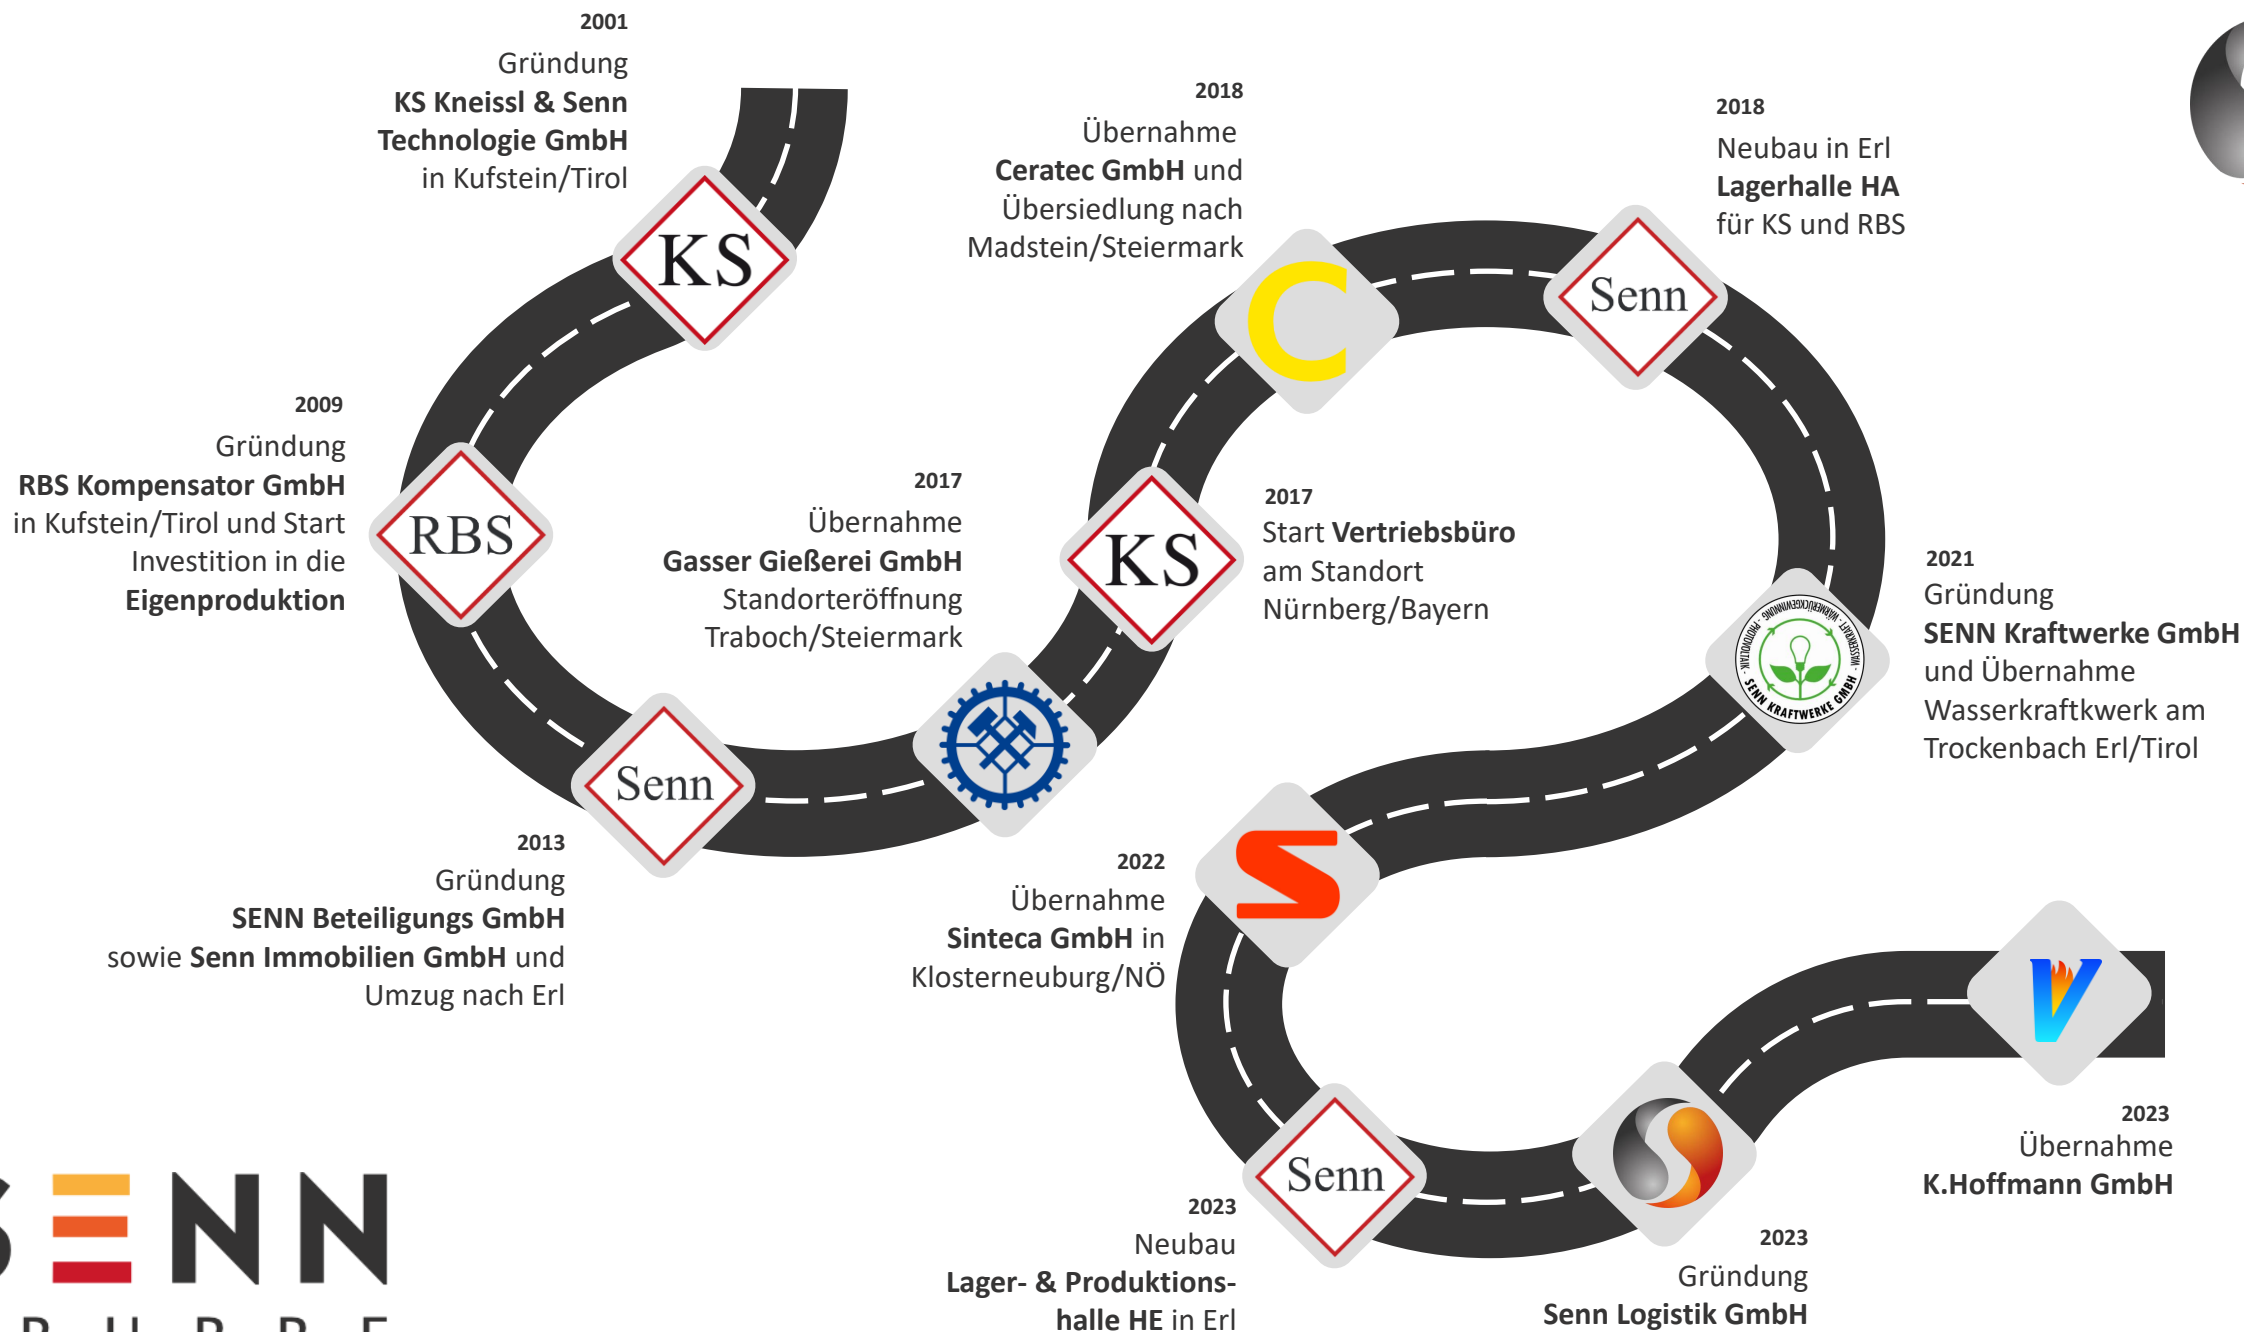 2001
Gründung
KS Kneissl & Senn
Technologie GmbH
in Kufstein/Tirol
KS
2009
Gründung
RBS Kompensator GmbH
in Kufstein/Tirol und Start
Investition in die
Eigenproduktion
RBS
2013
Gründung
SENN Beteiligungs GmbH
sowie Senn Immobilien GmbH und
Umzug nach Erl
Senn
2017
Übernahme
Gasser Gießerei GmbH
Standorteröffnung
Traboch/Steiermark
KS
2017
Start Vertriebsbüro
am Standort
Nürnberg/Bayern
2018
Übernahme
Ceratec GmbH und
Übersiedlung nach
Madstein/Steiermark
C
2018
Neubau in Erl
Lagerhalle HA
für KS und RBS
Senn
2021
Gründung
SENN Kraftwerke GmbH
und Übernahme
Wasserkraftkwerk am
Trockenbach Erl/Tirol
SENN KRAFTWERKE GMBH · WASSERKRAFT · WÄRMERÜCKGEWINNUNG · PHOTOVOLTAIK ·
2022
Übernahme
Sinteca GmbH in
Klosterneuburg/NÖ
S
2023
Neubau
Lager- & Produktions-
halle HE in Erl
Senn
2023
Gründung
Senn Logistik GmbH
2023
Übernahme
K.Hoffmann GmbH
V
SENN
RUPPE